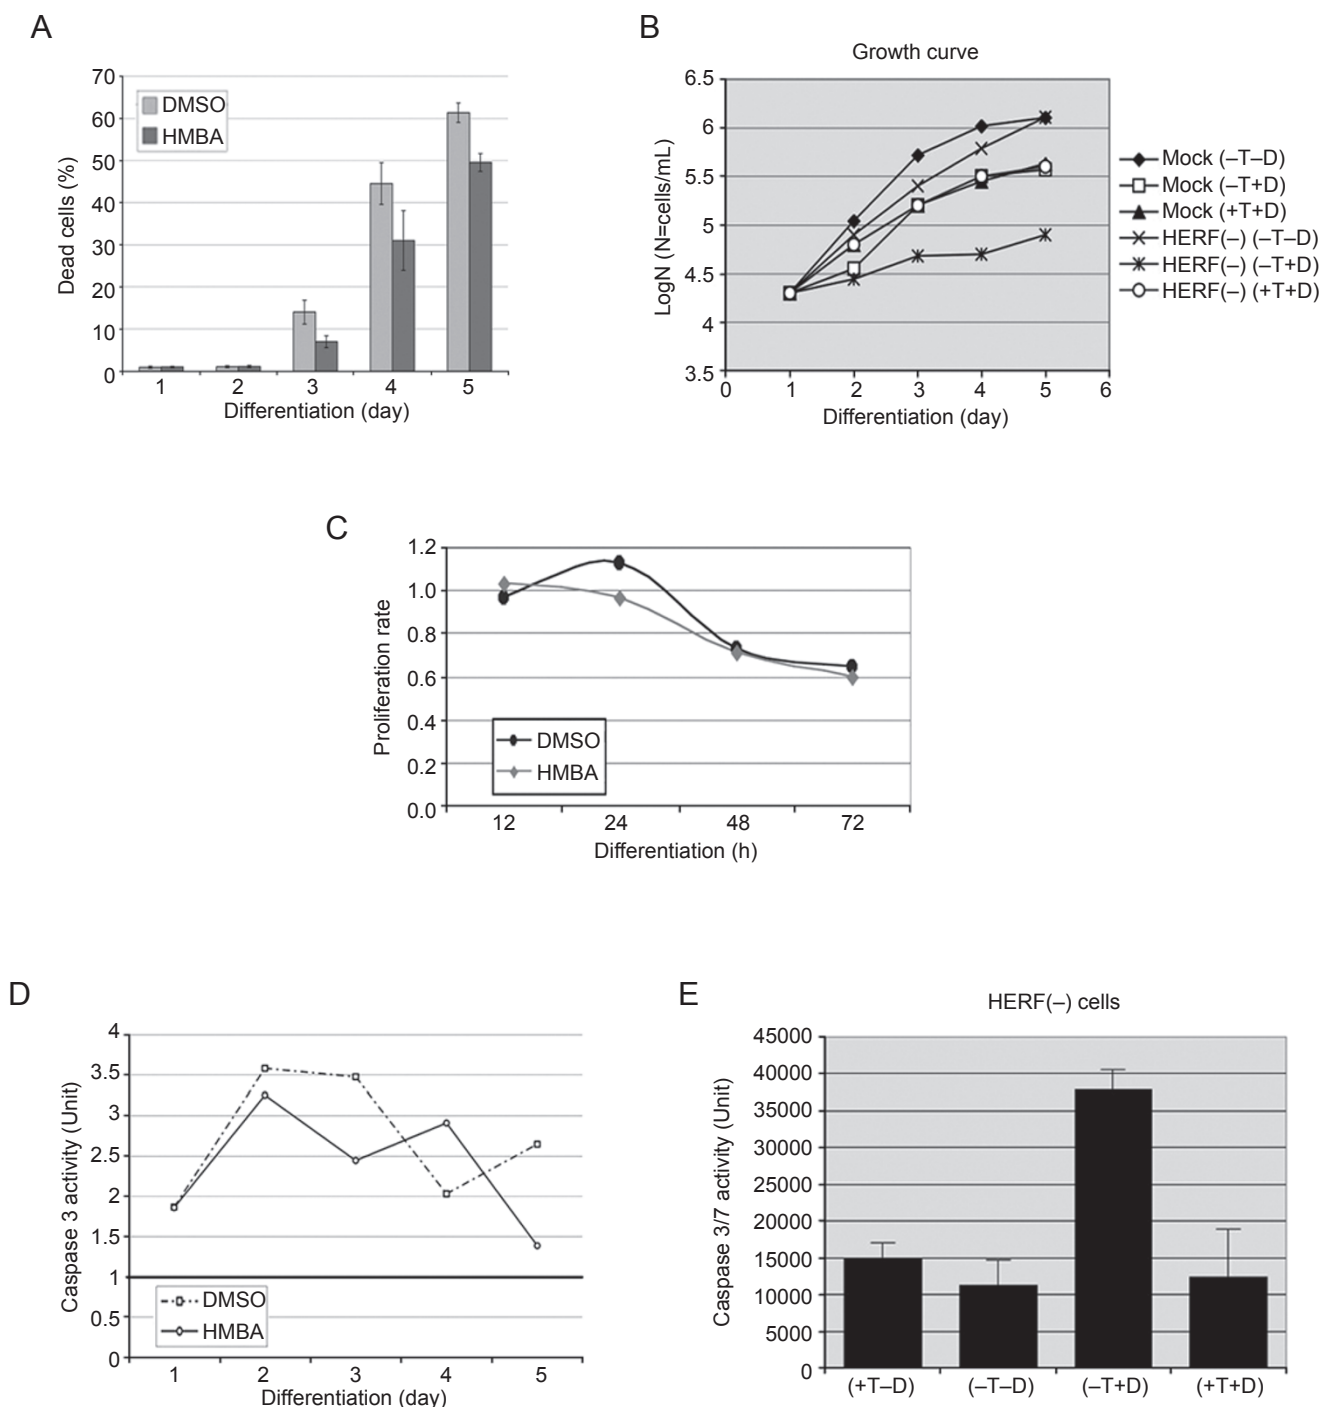 A
70
60
50
40
30
20
10
0
Dead cells (%)
DMSO
HMBA
1 2 3 4 5
Differentiation (day)
B
Growth curve
6.5
6
5.5
5
4.5
4
3.5
LogN (N=cells/mL)
0 1 2 3 4 5 6
Differentiation (day)
Mock (–T–D)
Mock (–T+D)
Mock (+T+D)
HERF(–) (–T–D)
HERF(–) (–T+D)
HERF(–) (+T+D)
C
1.2
1.0
0.8
0.6
0.4
0.2
0.0
Proliferation rate
DMSO
HMBA
12 24 48 72
Differentiation (h)
D
4
3.5
3
2.5
2
1.5
1
0.5
0
Caspase 3 activity (Unit)
DMSO
HMBA
1 2 3 4 5
Differentiation (day)
E
HERF(–) cells
45000
40000
35000
30000
25000
20000
15000
10000
5000
0
Caspase 3/7 activity (Unit)
(+T–D) (–T–D) (–T+D) (+T+D)